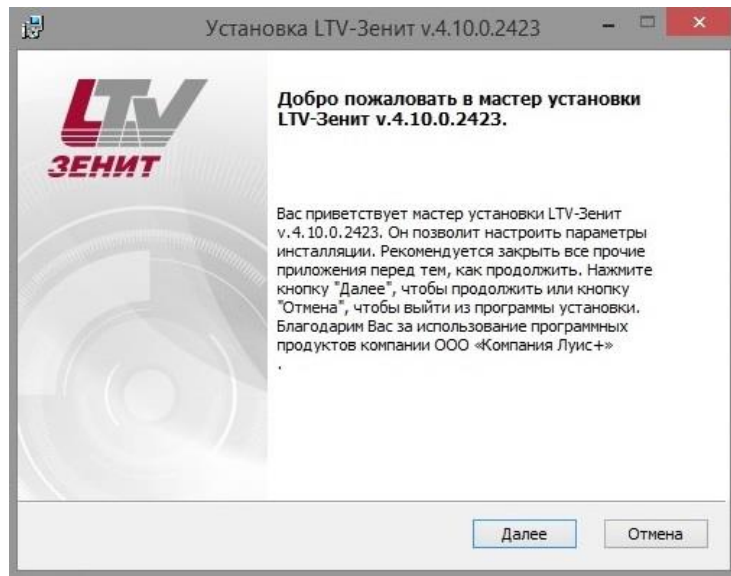 Установка LTV-Зенит v.4.10.0.2423
LTV
ЗЕНИТ
Добро пожаловать в мастер установки
LTV-Зенит v.4.10.0.2423.
Вас приветствует мастер установки LTV-Зенит
v.4.10.0.2423. Он позволит настроить параметры
инсталляции. Рекомендуется закрыть все прочие
приложения перед тем, как продолжить. Нажмите
кнопку "Далее", чтобы продолжить или кнопку
"Отмена", чтобы выйти из программы установки.
Благодарим Вас за использование программных
продуктов компании ООО «Компания Луис+»
.
Далее
Отмена